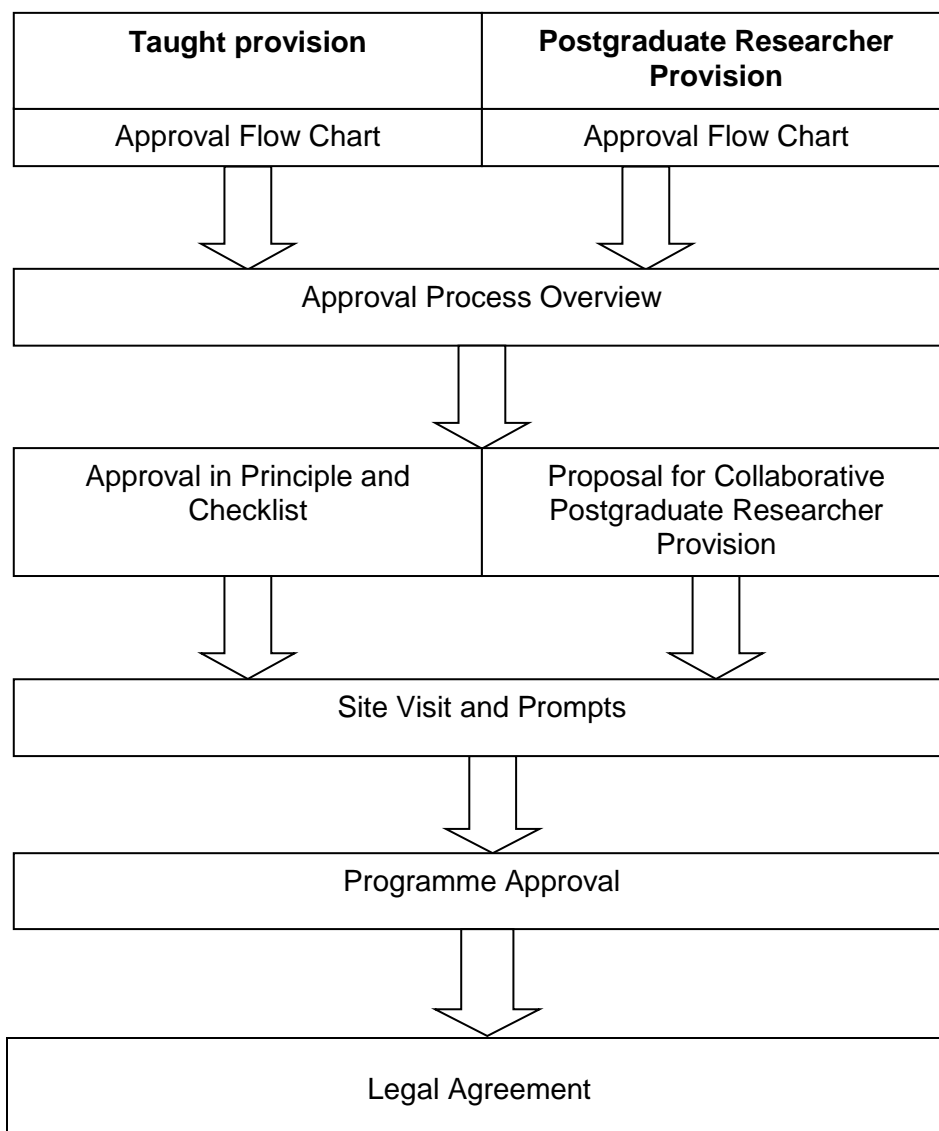 Taught provision
Postgraduate Researcher
Provision
Approval Flow Chart
Approval Flow Chart
Approval Process Overview
Approval in Principle and
Checklist
Proposal for Collaborative
Postgraduate Researcher
Provision
Site Visit and Prompts
Programme Approval
Legal Agreement